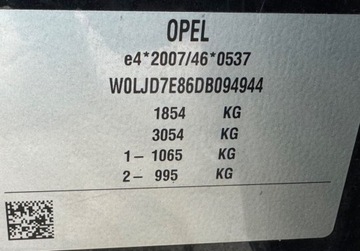 OPEL
e4*2007/46*0537
W0LJD7E86DB094944
1854 KG
3054 KG
1– 1065 KG
2– 995 KG